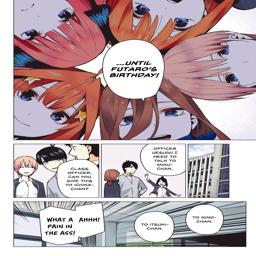 ...UNTIL
FUTARO'S
BIRTHDAY!
OFFICER
UESUGI! I
NEED TO
TALK TO
MIKU-
CHAN.
CLASS
OFFICER,
CAN YOU
GIVE THIS
TO ICHIKA-
CHAN?
TO NINO-
CHAN.
TO ITSUKI-
CHAN.
WHAT A
PAIN IN
THE ASS!
AHHH!